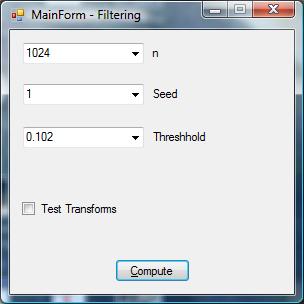 MainForm - Filtering
1024 n
1 Seed
0.102 Threshhold
Test Transforms
Compute